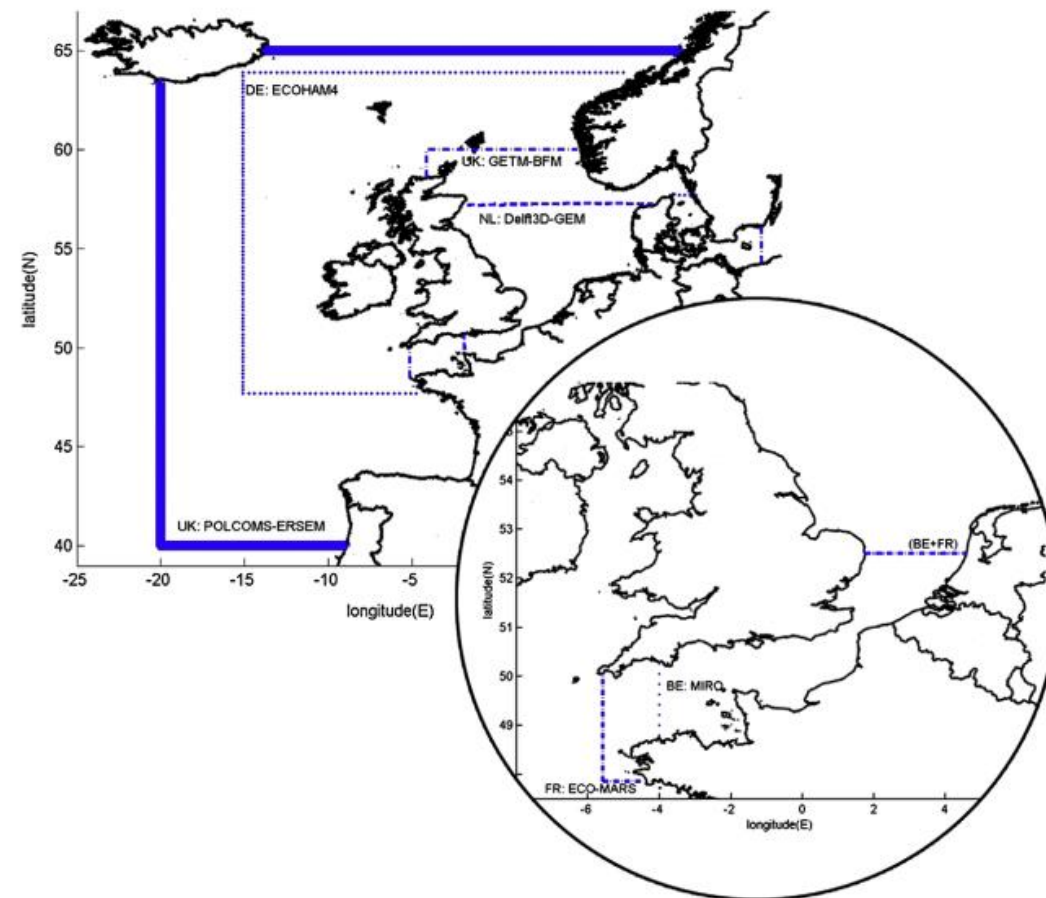 65
DE: ECOHAM4
60
UK: GETM-BFM
NL: Delft3D-GEM
55
latitude(N)
50
45
UK: POLCOMS-ERSEM
40
-25
-20
-15
-10
-5
longitude(E)
54
53
(BE+FR)
52
latitude(N)
51
50
BE: MIRO
49
FR: ECO-MARS
-6
-4
-2
0
2
4
longitude(E)